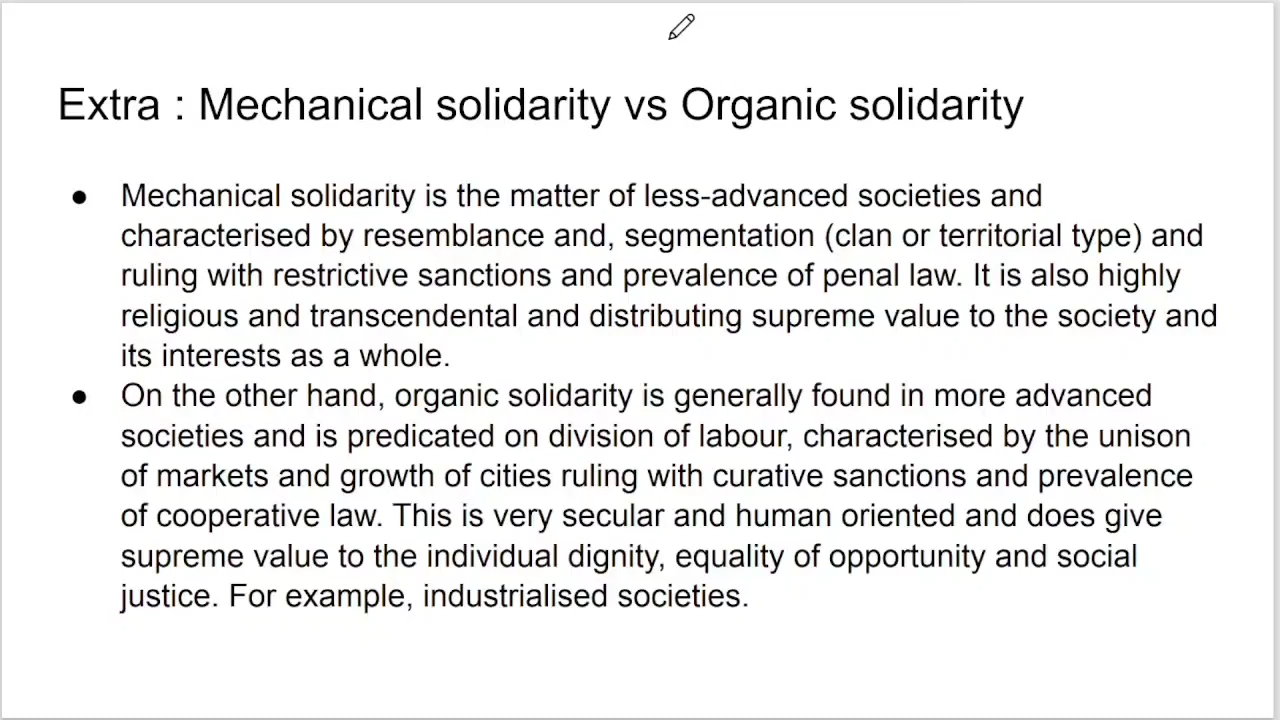 Extra : Mechanical solidarity vs Organic solidarity
● Mechanical solidarity is the matter of less-advanced societies and
characterised by resemblance and, segmentation (clan or territorial type) and
ruling with restrictive sanctions and prevalence of penal law. It is also highly
religious and transcendental and distributing supreme value to the society and
its interests as a whole.
● On the other hand, organic solidarity is generally found in more advanced
societies and is predicated on division of labour, characterised by the unison
of markets and growth of cities ruling with curative sanctions and prevalence
of cooperative law. This is very secular and human oriented and does give
supreme value to the individual dignity, equality of opportunity and social
justice. For example, industrialised societies.